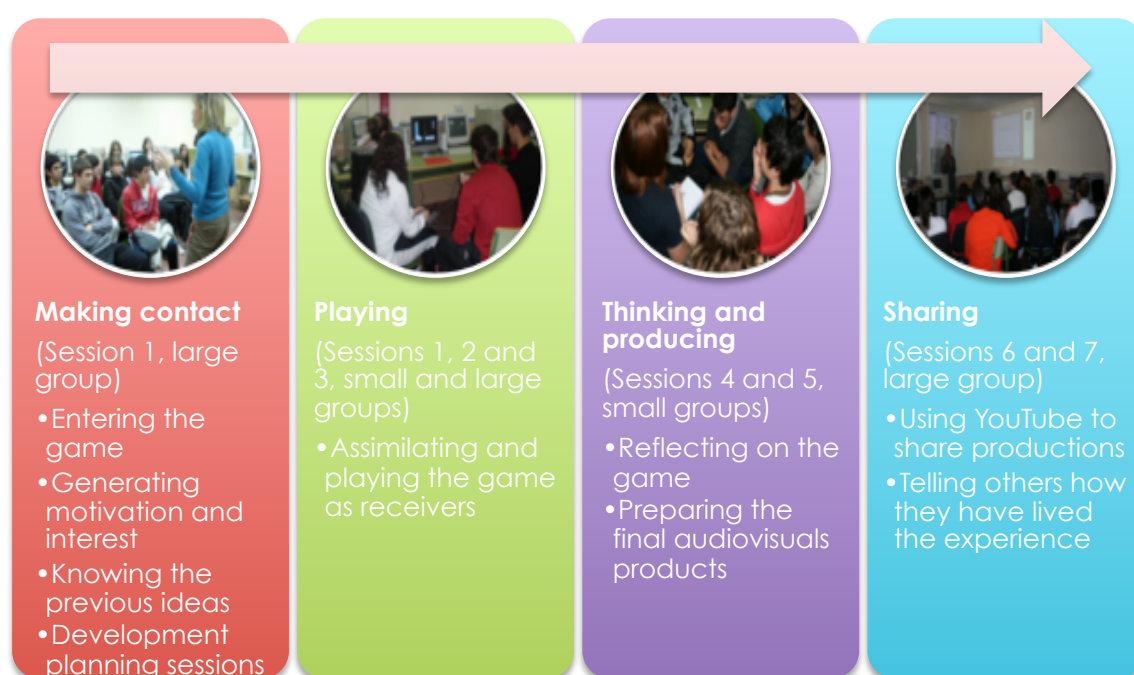 Making contact
(Session 1, large
group)
•Entering the
game
•Generating
motivation and
interest
•Knowing the
previous ideas
•Development
planning sessions
Playing
(Sessions 1, 2 and
3, small and large
groups)
•Assimilating and
playing the game
as receivers
Thinking and
producing
(Sessions 4 and 5,
small groups)
•Reflecting on the
game
•Preparing the
final audiovisuals
products
Sharing
(Sessions 6 and 7,
large group)
•Using YouTube to
share productions
•Telling others how
they have lived
the experience